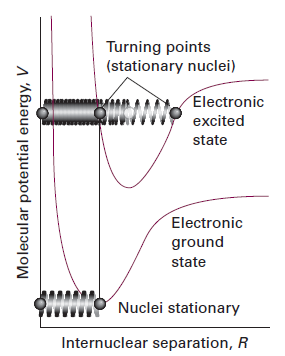 Turning points
(stationary nuclei)
Electronic
excited
state
Electronic
ground
state
Nuclei stationary
Molecular potential energy, V
Internuclear separation, R